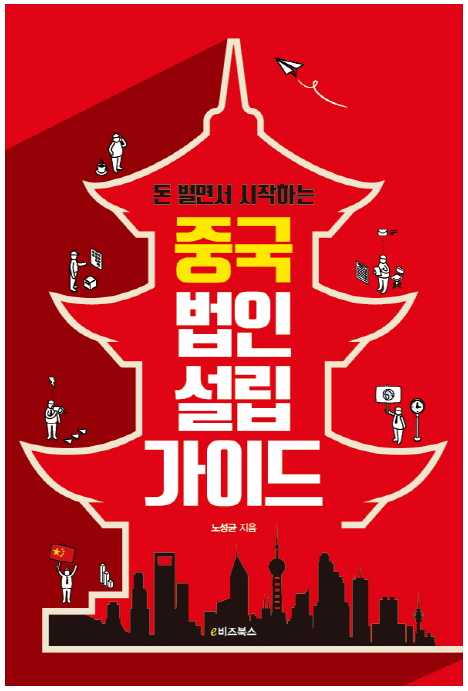 돈 벌면서 시작하는
중국
법인
설립
가이드
노성균 지음
e비즈북스